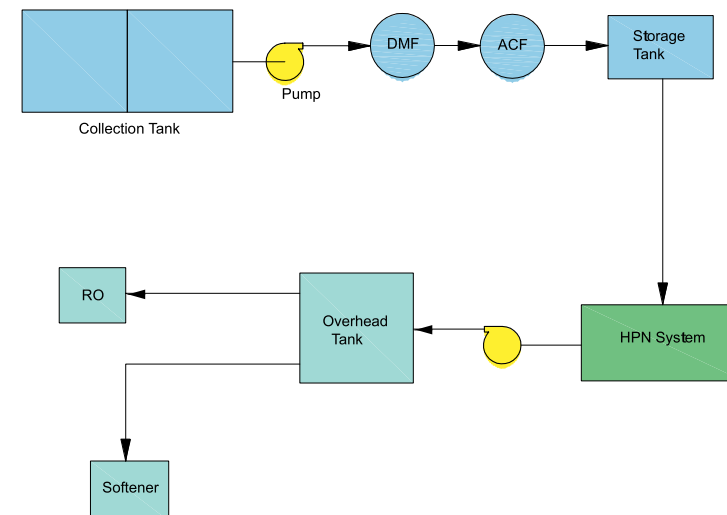 DMF
ACF
Storage
Tank
Pump
Collection Tank
RO
Overhead
Tank
HPN System
Softener